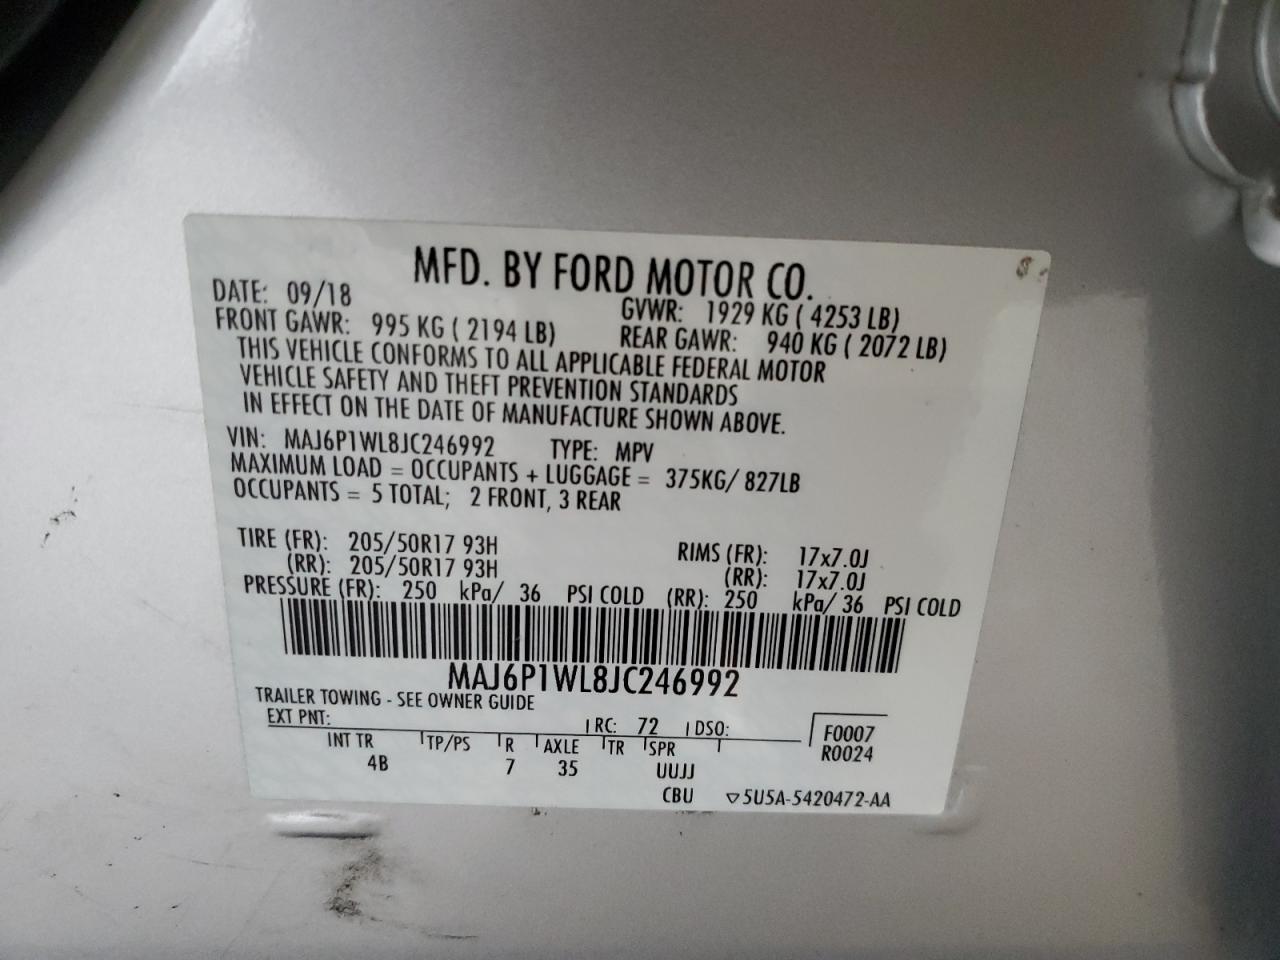 MFD. BY FORD MOTOR CO.
DATE: 09/18 GVWR: 1929 KG ( 4253 LB)
FRONT GAWR: 995 KG ( 2194 LB) REAR GAWR: 940 KG ( 2072 LB)
THIS VEHICLE CONFORMS TO ALL APPLICABLE FEDERAL MOTOR
VEHICLE SAFETY AND THEFT PREVENTION STANDARDS
IN EFFECT ON THE DATE OF MANUFACTURE SHOWN ABOVE.
VIN: MAJ6P1WL8JC246992 TYPE: MPV
MAXIMUM LOAD = OCCUPANTS + LUGGAGE = 375KG/ 827LB
OCCUPANTS = 5 TOTAL; 2 FRONT, 3 REAR
TIRE (FR): 205/50R17 93H RIMS (FR): 17x7.0J
(RR): 205/50R17 93H (RR): 17x7.0J
PRESSURE (FR): 250 kPa/ 36 PSI COLD (RR): 250 kPa/ 36 PSI COLD
MAJ6P1WL8JC246992
TRAILER TOWING - SEE OWNER GUIDE
EXT PNT: RC: 72 DSO: F0007
INT TR TP/PS R AXLE TR SPR R0024
4B 7 35 UUJJ
CBU ▽5U5A-5420472-AA